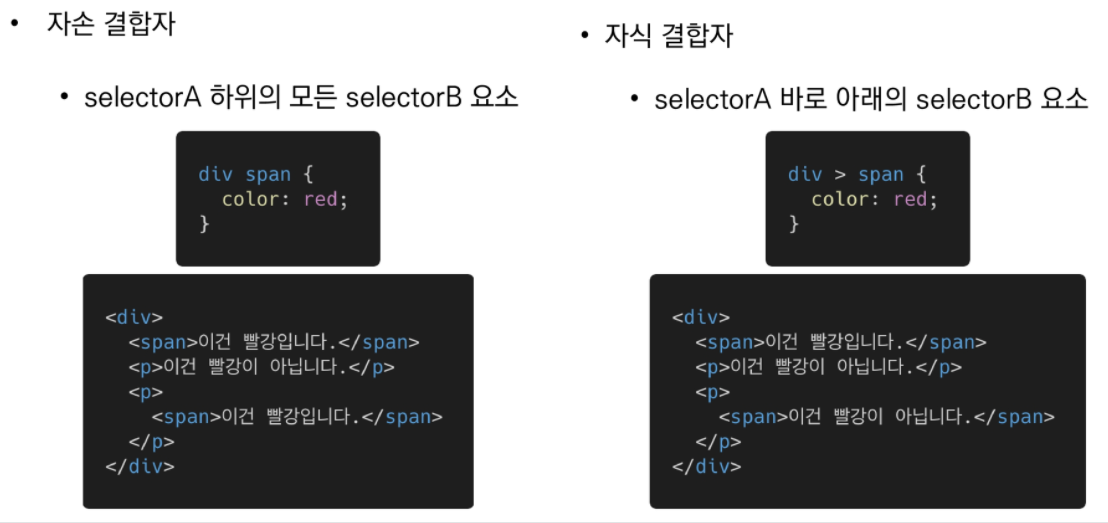 • 자손 결합자
• selectorA 하위의 모든 selectorB 요소
div span {
  color: red;
}
<div>
  <span>이건 빨강입니다.</span>
  <p>이건 빨강이 아닙니다.</p>
  <p>
    <span>이건 빨강입니다.</span>
  </p>
</div>
• 자식 결합자
• selectorA 바로 아래의 selectorB 요소
div > span {
  color: red;
}
<div>
  <span>이건 빨강입니다.</span>
  <p>이건 빨강이 아닙니다.</p>
  <p>
    <span>이건 빨강이 아닙니다.</span>
  </p>
</div>